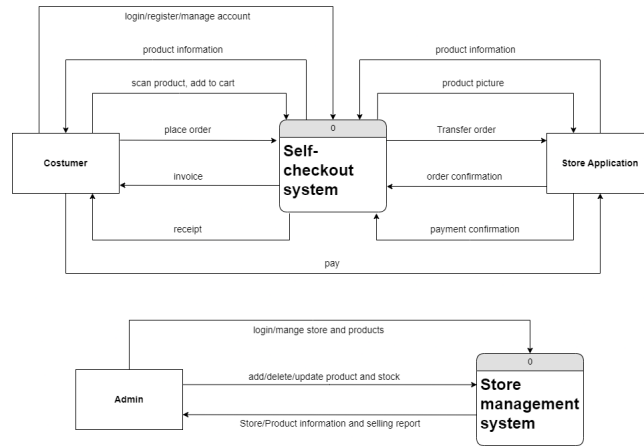 login/register/manage account
product information
product information
scan product, add to cart
product picture
0
place order
Transfer order
Costumer
Self-
checkout
system
Store Application
invoice
order confirmation
receipt
payment confirmation
pay
login/mange store and products
0
add/delete/update product and stock
Admin
Store
management
system
Store/Product information and selling report